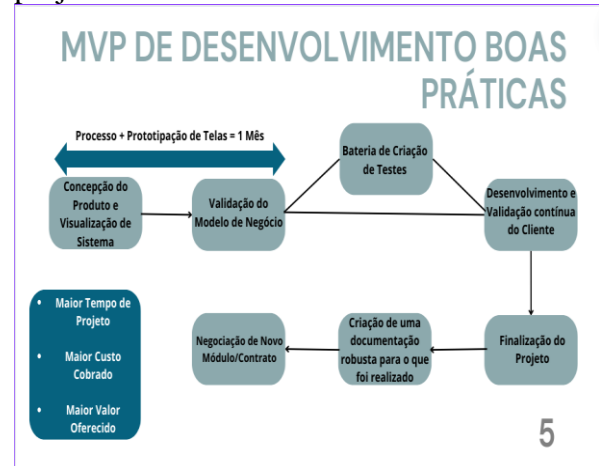 MVP DE DESENVOLVIMENTO BOAS
PRÁTICAS
Processo + Prototipação de Telas = 1 Mês
Concepção do
Produto e
Visualização de
Sistema
Validação do
Modelo de Negócio
Bateria de Criação
de Testes
Desenvolvimento e
Validação contínua
do Cliente
Finalização do
Projeto
Criação de uma
documentação
robusta para o que
foi realizado
Negociação de Novo
Módulo/Contrato
• Maior Tempo de
Projeto
• Maior Custo
Cobrado
• Maior Valor
Oferecido
5